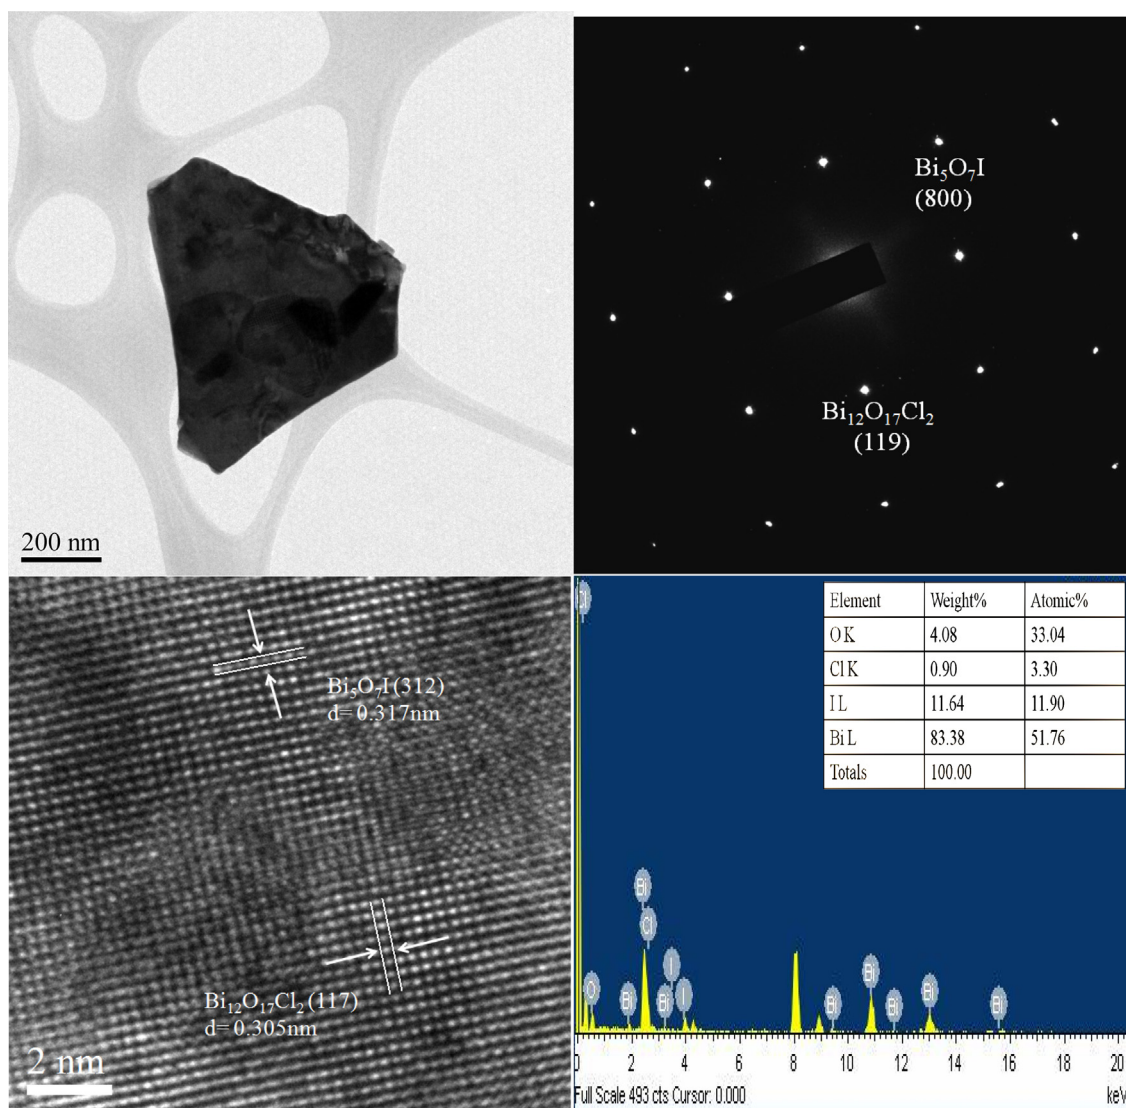 200 nm
Bi5O7I
(800)
Bi12O17Cl2
(119)
Bi5O7I (312)
d= 0.317nm
Bi12O17Cl2 (117)
d= 0.305nm
2 nm
Element Weight% Atomic%
O K 4.08 33.04
Cl K 0.90 3.30
I L 11.64 11.90
Bi L 83.38 51.76
Totals 100.00
Cl
Bi
Cl
I
O Bi Bi I Bi Bi Bi Bi Bi
0 2 4 6 8 10 12 14 16 18 20
Full Scale 493 cts Cursor: 0.000 keV